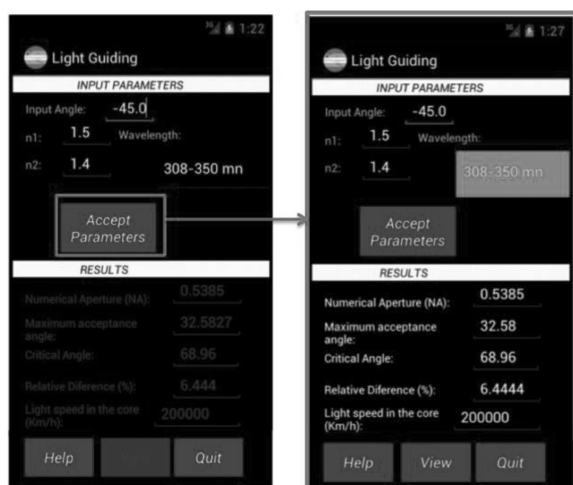 3G 1:22
Light Guiding
INPUT PARAMETERS
Input Angle: -45.0
n1: 1.5 Wavelength:
n2: 1.4 308-350 mn
Accept
Parameters
RESULTS
Numerical Aperture (NA): 0.5385
Maximum acceptance
angle: 32.5827
Critical Angle: 68.96
Relative Diference (%): 6.444
Light speed in the core
(Km/h): 200000
Help Quit
3G 1:27
Light Guiding
INPUT PARAMETERS
Input Angle: -45.0
n1: 1.5 Wavelength:
n2: 1.4 308-350 mn
Accept
Parameters
RESULTS
Numerical Aperture (NA): 0.5385
Maximum acceptance
angle: 32.58
Critical Angle: 68.96
Relative Diference (%): 6.4444
Light speed in the core
(Km/h): 200000
Help View Quit